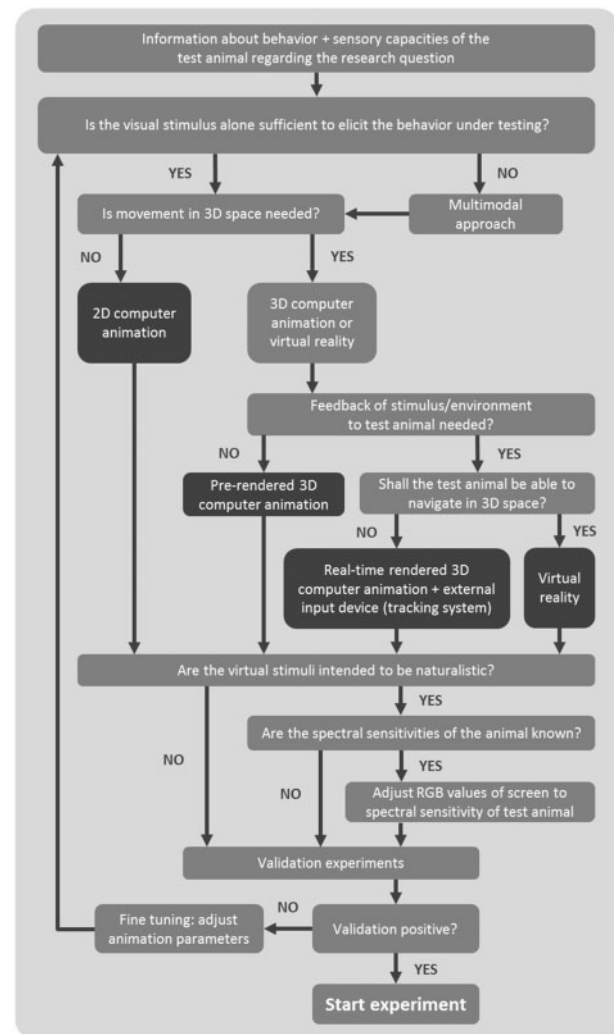 Information about behavior + sensory capacities of the
test animal regarding the research question
Is the visual stimulus alone sufficient to elicit the behavior under testing?
YES
NO
Is movement in 3D space needed?
Multimodal
approach
NO
YES
2D computer
animation
3D computer
animation or
virtual reality
Feedback of stimulus/environment
to test animal needed?
NO
YES
Pre-rendered 3D
computer animation
Shall the test animal be able to
navigate in 3D space?
NO
YES
Real-time rendered 3D
computer animation + external
input device (tracking system)
Virtual
reality
Are the virtual stimuli intended to be naturalistic?
YES
Are the spectral sensitivities of the animal known?
NO
YES
NO
Adjust RGB values of screen to
spectral sensitivity of test animal
Validation experiments
Fine tuning: adjust
animation parameters
NO
Validation positive?
YES
Start experiment